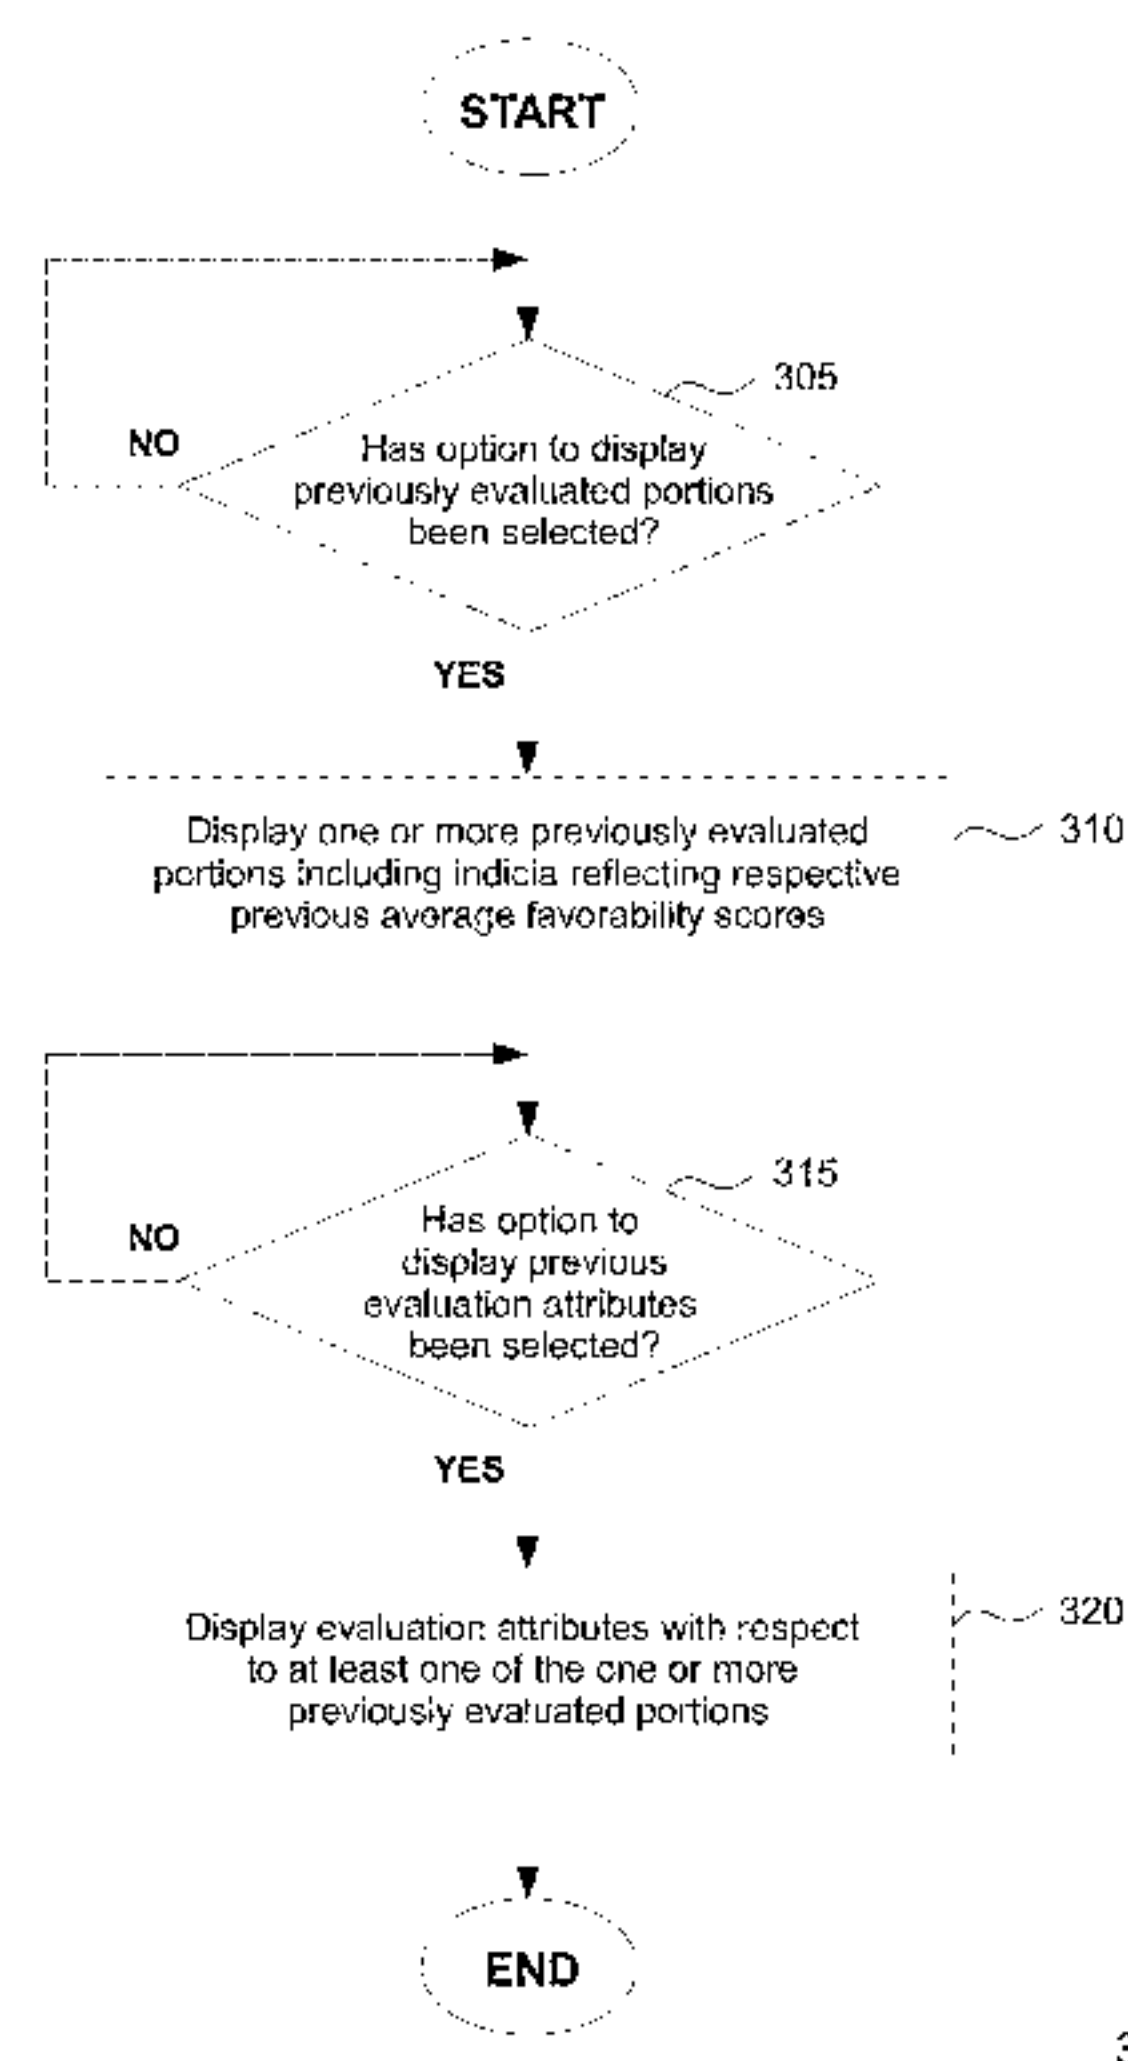 START
305
NO
Has option to display
previously evaluated portions
been selected?
YES
Display one or more previously evaluated
portions including indicia reflecting respective
previous average favorability scores
310
315
NO
Has option to
display previous
evaluation attributes
been selected?
YES
Display evaluation attributes with respect
to at least one of the one or more
previously evaluated portions
320
END